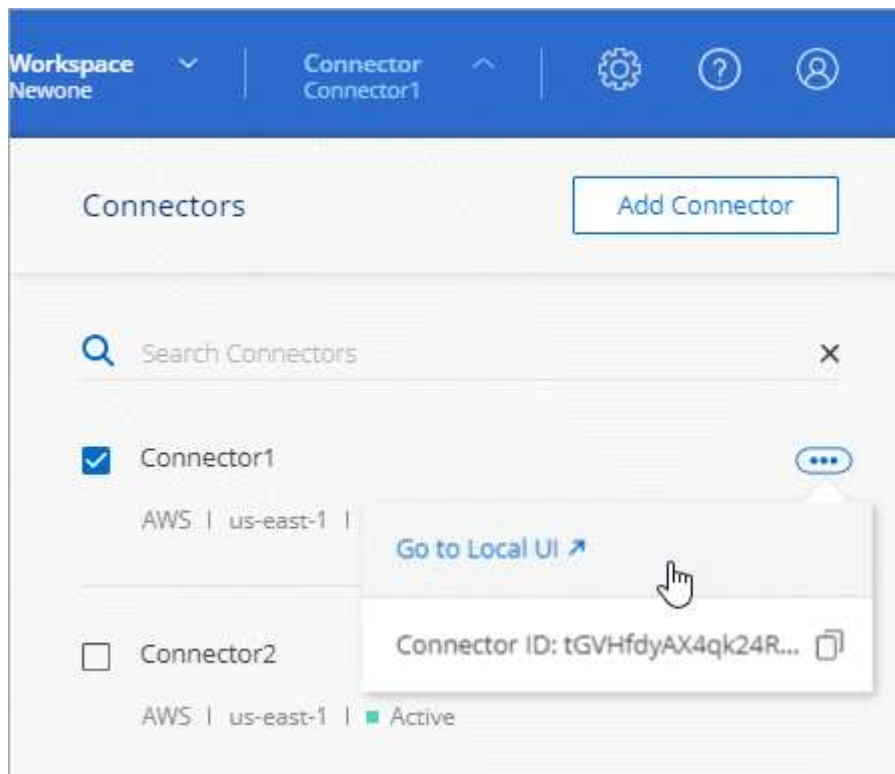 Workspace
Newone
Connector
Connector1
Connectors
Add Connector
Search Connectors
Connector1
AWS | us-east-1 |
Go to Local UI
Connector ID: tGVHfdyAX4qk24R...
Connector2
AWS | us-east-1 | Active